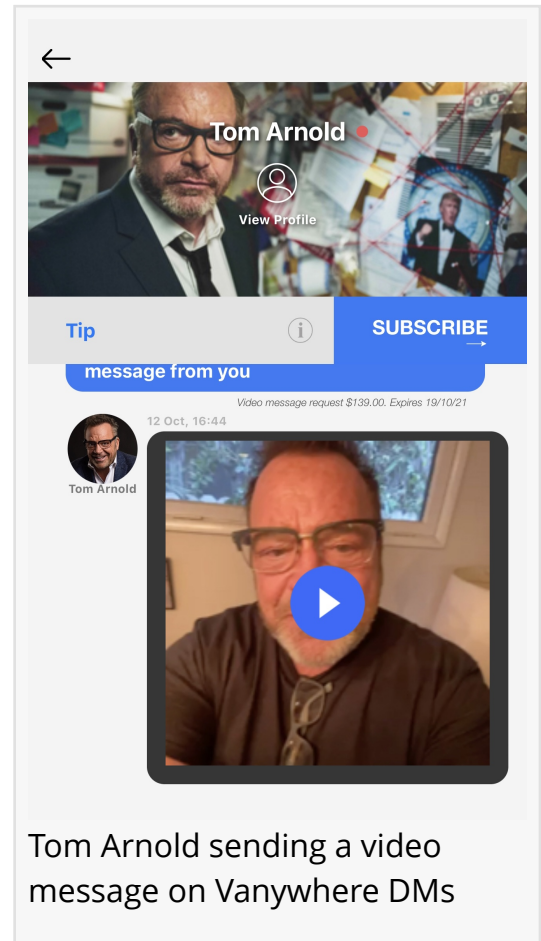 Tom Arnold
View Profile
Tip
SUBSCRIBE
message from you
Video message request $139.00. Expires 19/10/21
12 Oct, 16:44
Tom Arnold
Tom Arnold sending a video
message on Vanywhere DMs